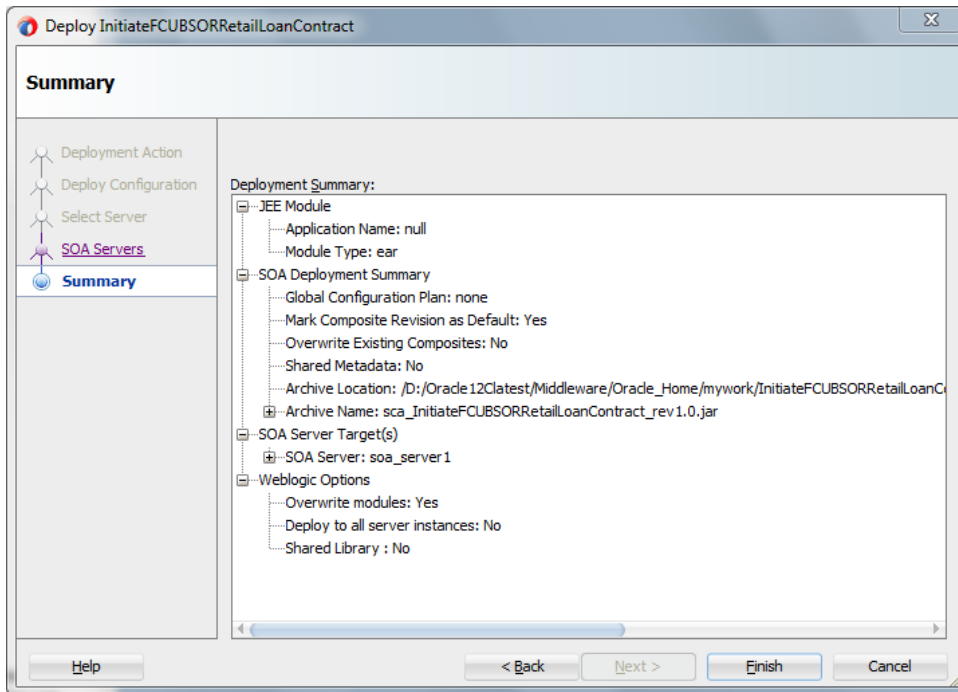 Deploy InitiateFCUBSORRetailLoanContract
Summary
Deployment Action
Deploy Configuration
Select Server
SOA Servers
Summary
Deployment Summary:
JEE Module
Application Name: null
Module Type: ear
SOA Deployment Summary
Global Configuration Plan: none
Mark Composite Revision as Default: Yes
Overwrite Existing Composites: No
Shared Metadata: No
Archive Location: /D:/Oracle12Clatest/Middleware/Oracle_Home/mywork/InitiateFCUBSORRetailLoanC
Archive Name: sca_InitiateFCUBSORRetailLoanContract_rev1.0.jar
SOA Server Target(s)
SOA Server: soa_server1
Weblogic Options
Overwrite modules: Yes
Deploy to all server instances: No
Shared Library : No
Help < Back Next > Finish Cancel